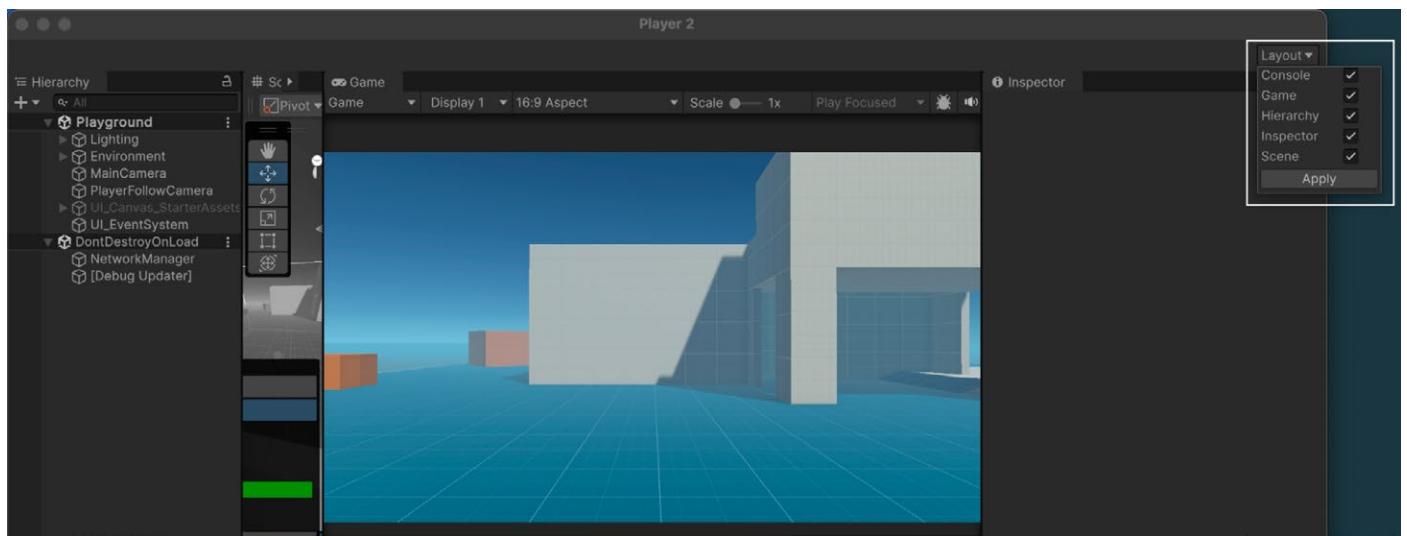 Player 2
Layout
Hierarchy
Sc
Game
Inspector
Console
Game
Hierarchy
Inspector
Scene
Apply
All
Pivot
Game
Display 1
16:9 Aspect
Scale
1x
Play Focused
Playground
Lighting
Environment
MainCamera
PlayerFollowCamera
UI_Canvas_StarterAssets
UI_EventSystem
DontDestroyOnLoad
NetworkManager
[Debug Updater]